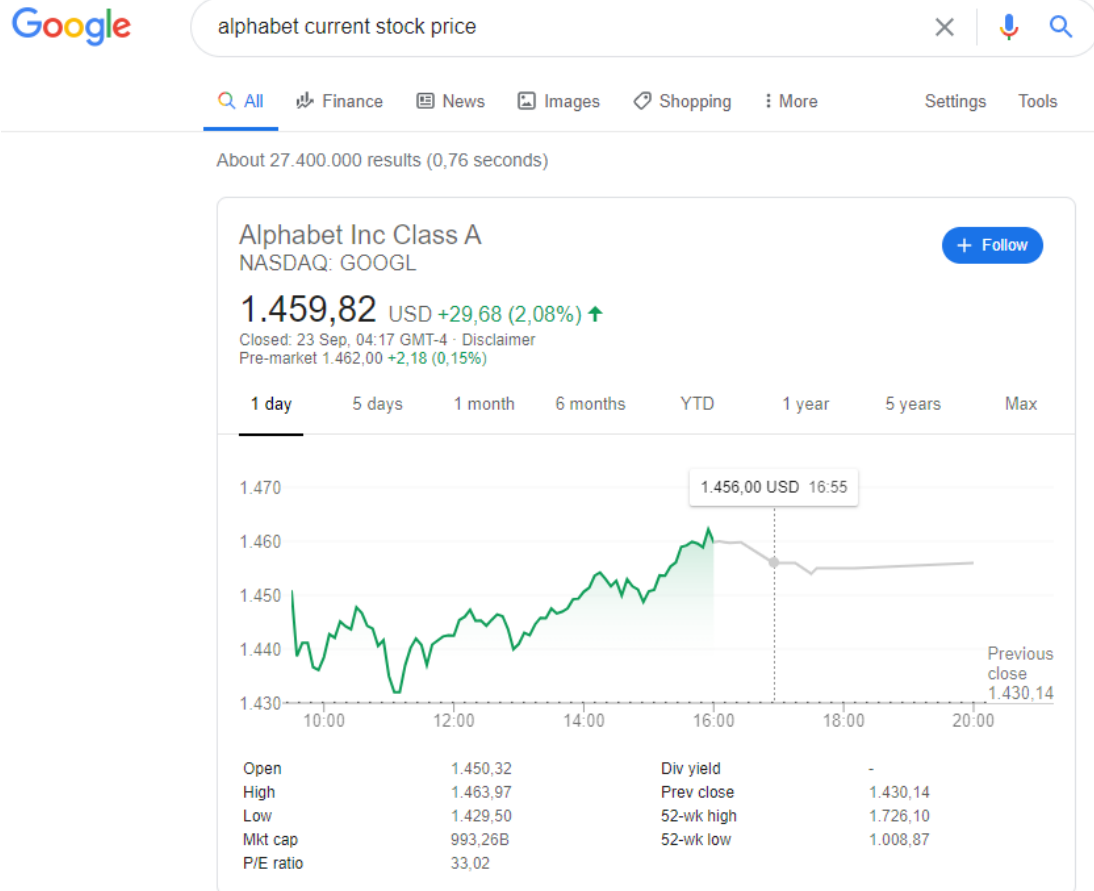 Google alphabet current stock price
All Finance News Images Shopping More Settings Tools
About 27.400.000 results (0,76 seconds)
Alphabet Inc Class A
+ Follow
NASDAQ: GOOGL
1.459,82 USD +29,68 (2,08%)
Closed: 23 Sep, 04:17 GMT-4 · Disclaimer
Pre-market 1.462,00 +2,18 (0,15%)
1 day 5 days 1 month 6 months YTD 1 year 5 years Max
1.470
1.456,00 USD 16:55
1.460
1.450
1.440
Previous
close
1.430,14
1.430
10:00 12:00 14:00 16:00 18:00 20:00
Open 1.450,32 Div yield -
High 1.463,97 Prev close 1.430,14
Low 1.429,50 52-wk high 1.726,10
Mkt cap 993,26B 52-wk low 1.008,87
P/E ratio 33,02